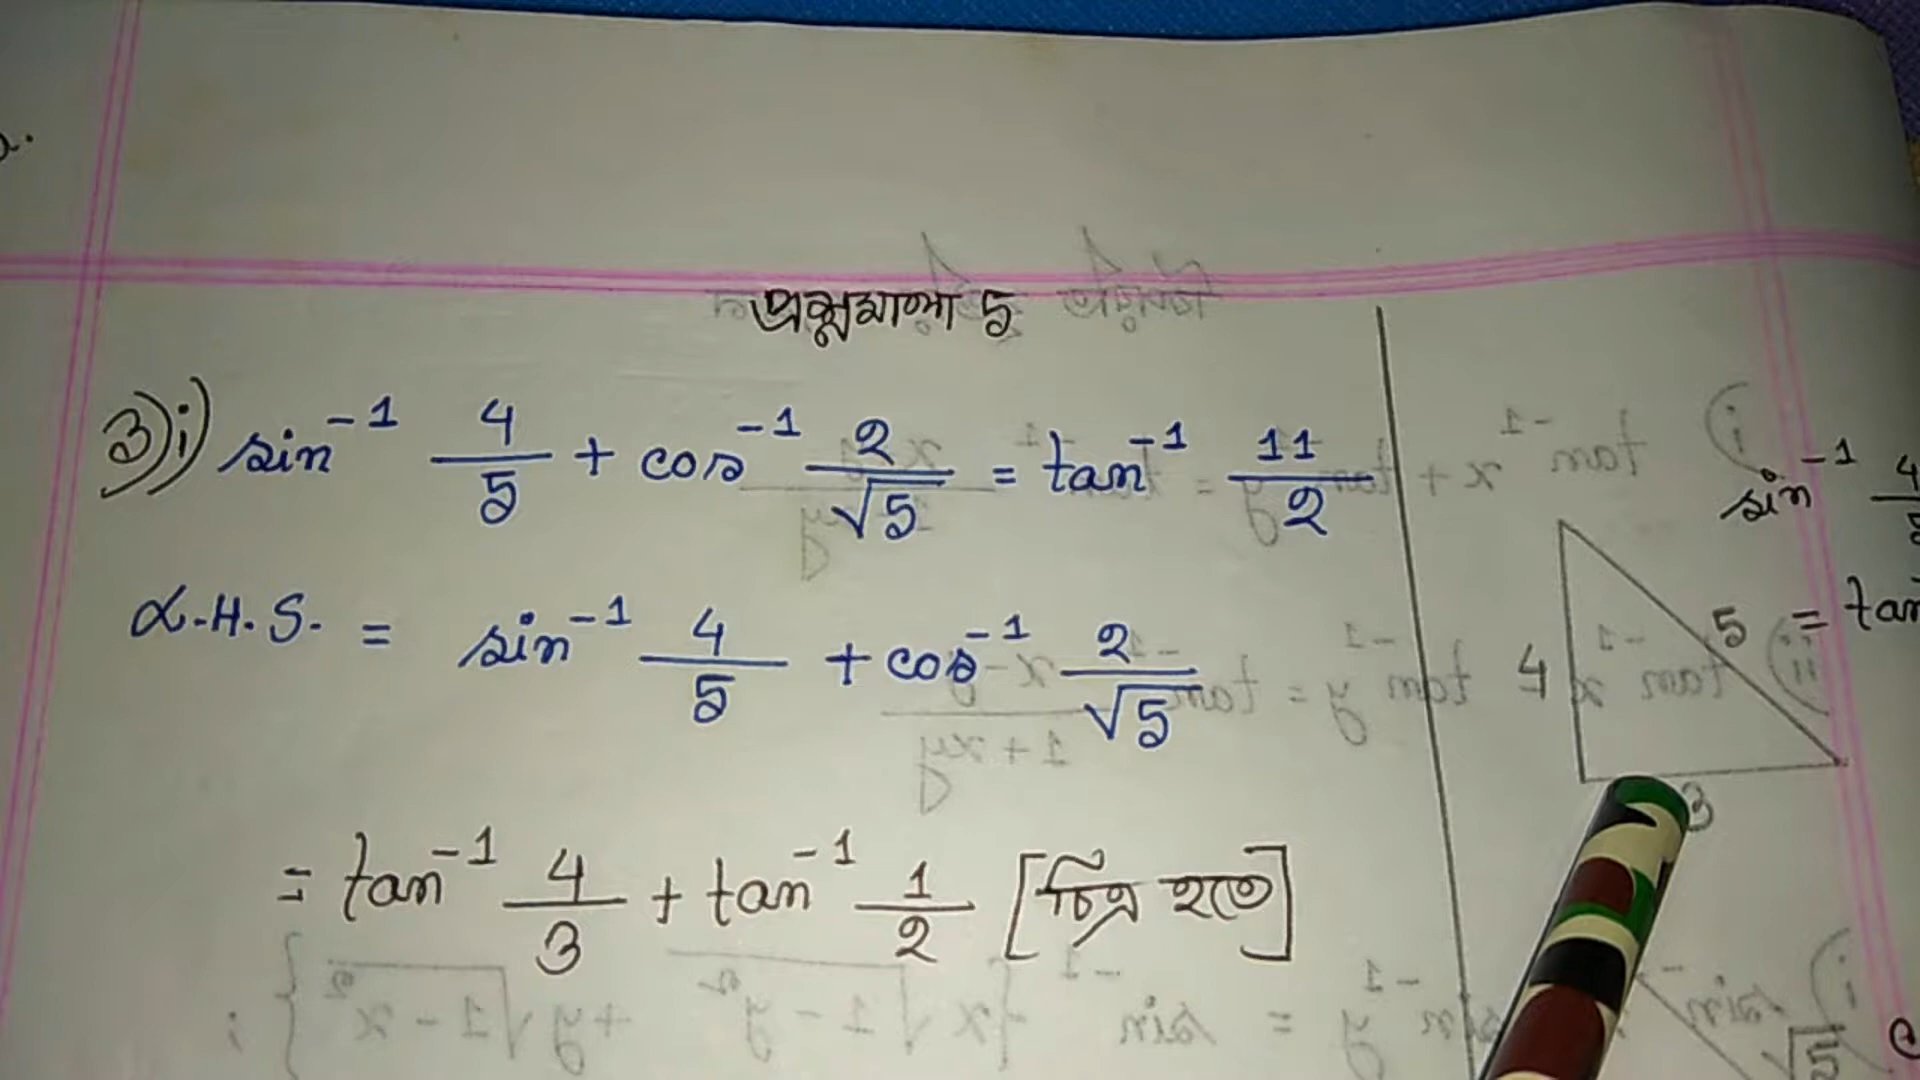 প্রশ্নমালা 5
3)i) sin⁻¹ 4/5 + cos⁻¹ 2/√5 = tan⁻¹ 11/2
L.H.S. = sin⁻¹ 4/5 + cos⁻¹ 2/√5
= tan⁻¹ 4/3 + tan⁻¹ 1/2 [চিত্র হতে]
sin⁻¹ 4
4 5 = tan
3
√5